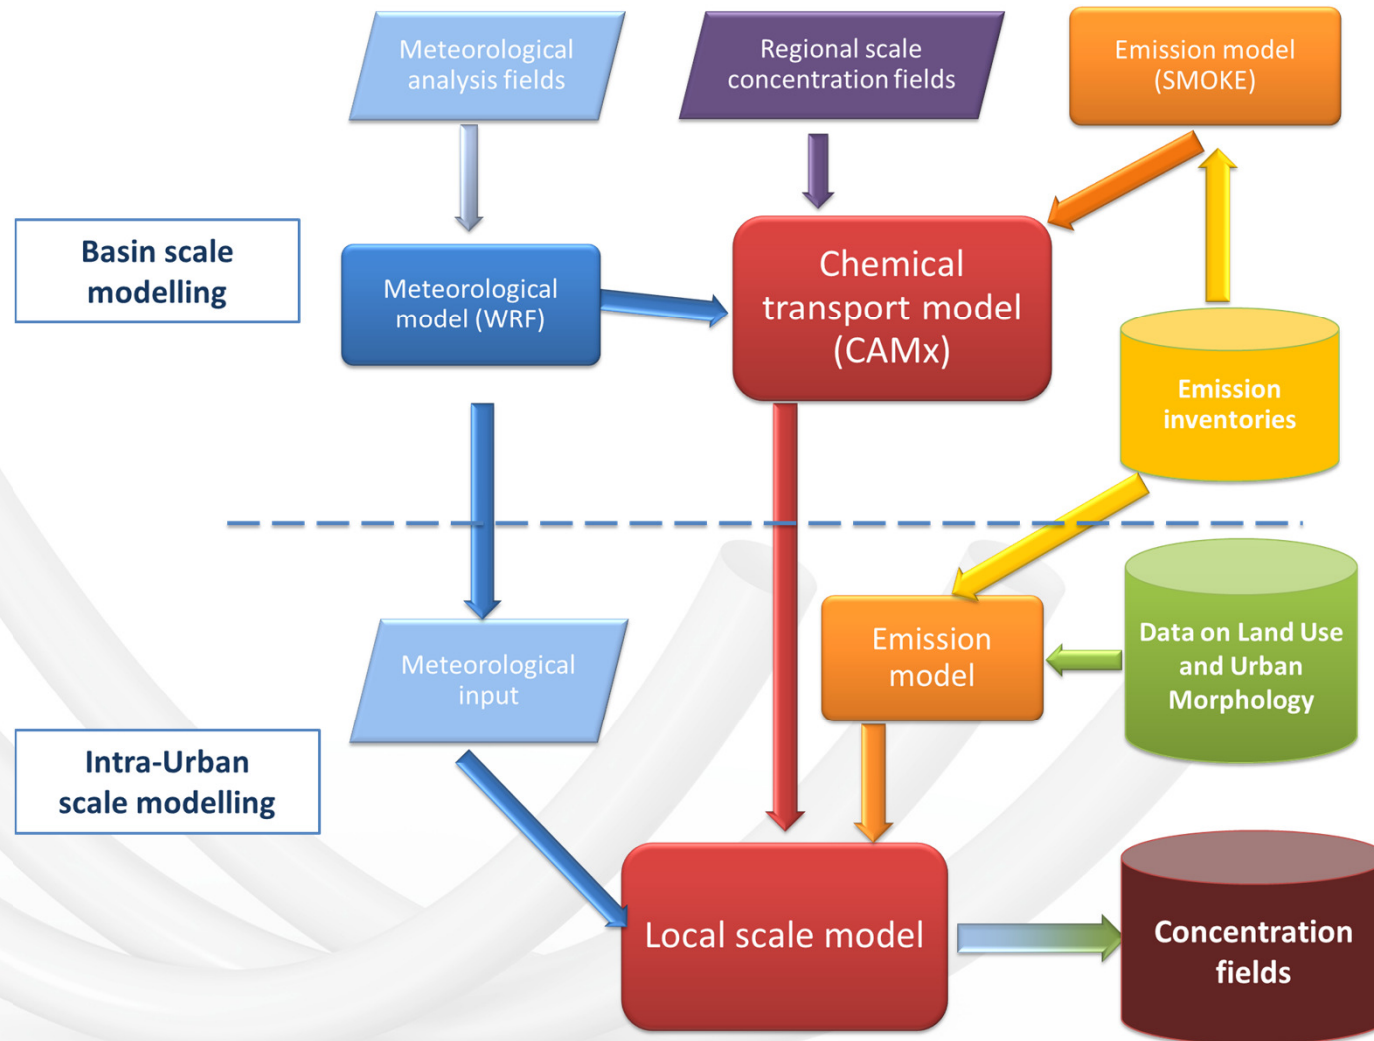 Meteorological
analysis fields
Regional scale
concentration fields
Emission model
(SMOKE)
Basin scale
modelling
Meteorological
model (WRF)
Chemical
transport model
(CAMx)
Emission
inventories
Meteorological
input
Emission
model
Data on Land Use
and Urban
Morphology
Intra-Urban
scale modelling
Local scale model
Concentration
fields